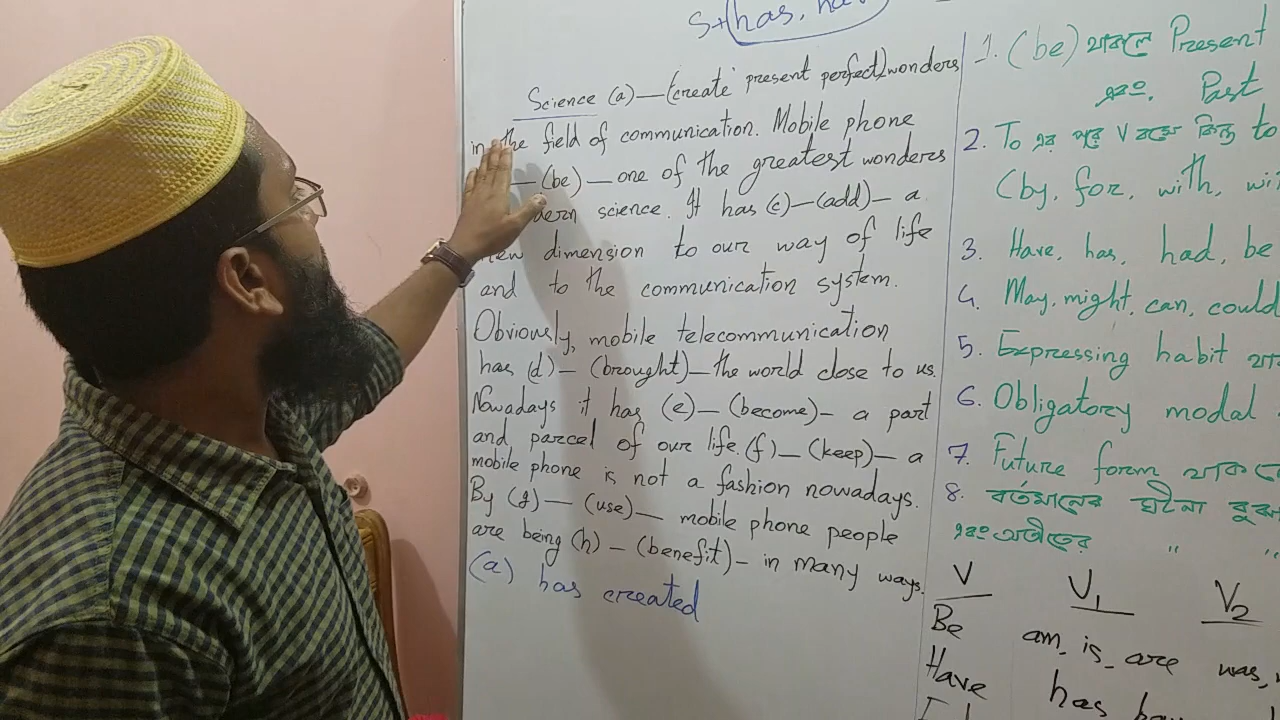 S+has, hav
Science (a)—(create present perfect)wonders
in the field of communication. Mobile phone
—(be)—one of the greatest wonders
dern science. It has (c)—(add)— a
new dimension to our way of life
and to the communication system.
Obviously, mobile telecommunication
has (d)— (brought)—the world close to us.
Nowadays it has (e)— (become)— a part
and parcel of our life. (f)—(keep)— a
mobile phone is not a fashion nowadays.
By (g)— (use)— mobile phone people
are being (h) — (benefit)— in many ways.
(a) has created
1. (be) থাকলে Present
এবং Past
2. To এর পরে V বসে কিন্তু to
(by, for, with, wi
3. Have, has, had, be
4. May, might, can, could
5. Expressing habit
6. Obligatory modal
7. Future form থাকলে
8. বর্তমানের ঘটনা
এবং অতীতের " "
V V1 V2
Be am, is, are was,
Have has hav